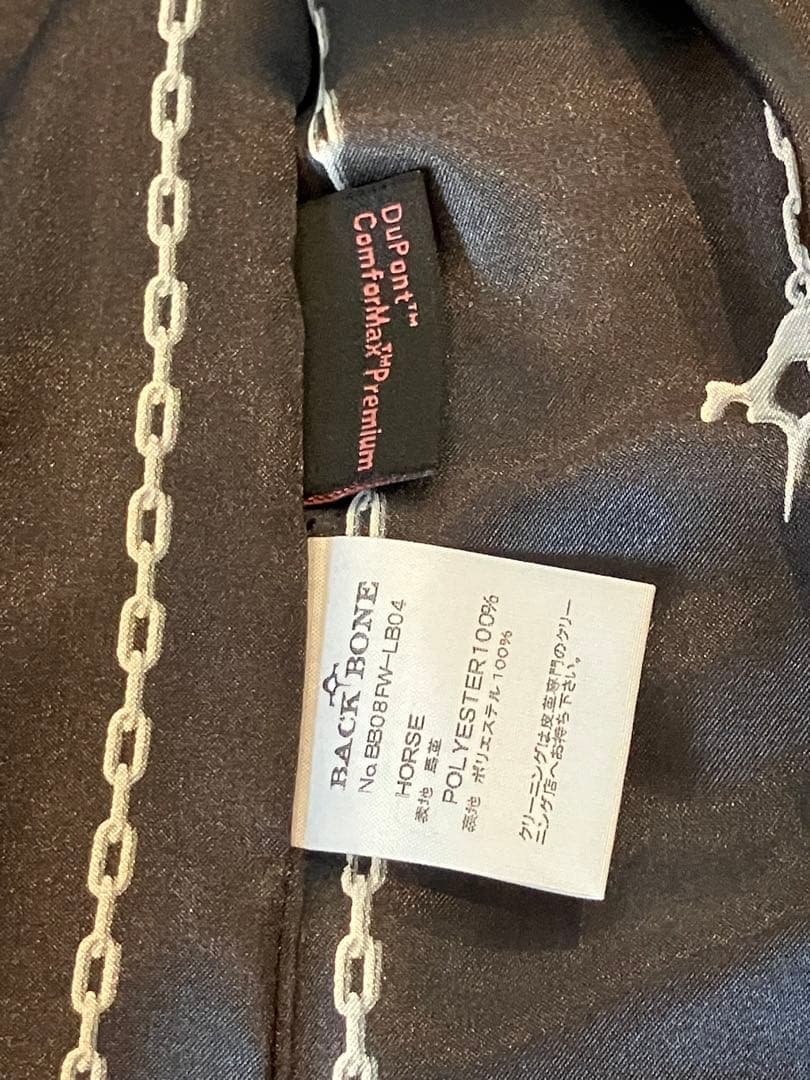 DuPont™
ComforMax™Premium
BACK BONE
No.BB08FW-LB04
HORSE
表地 馬革
POLYESTER100%
裏地 ポリエステル100%
クリーニングは皮革専門のクリー
ニング店へお持ち下さい。